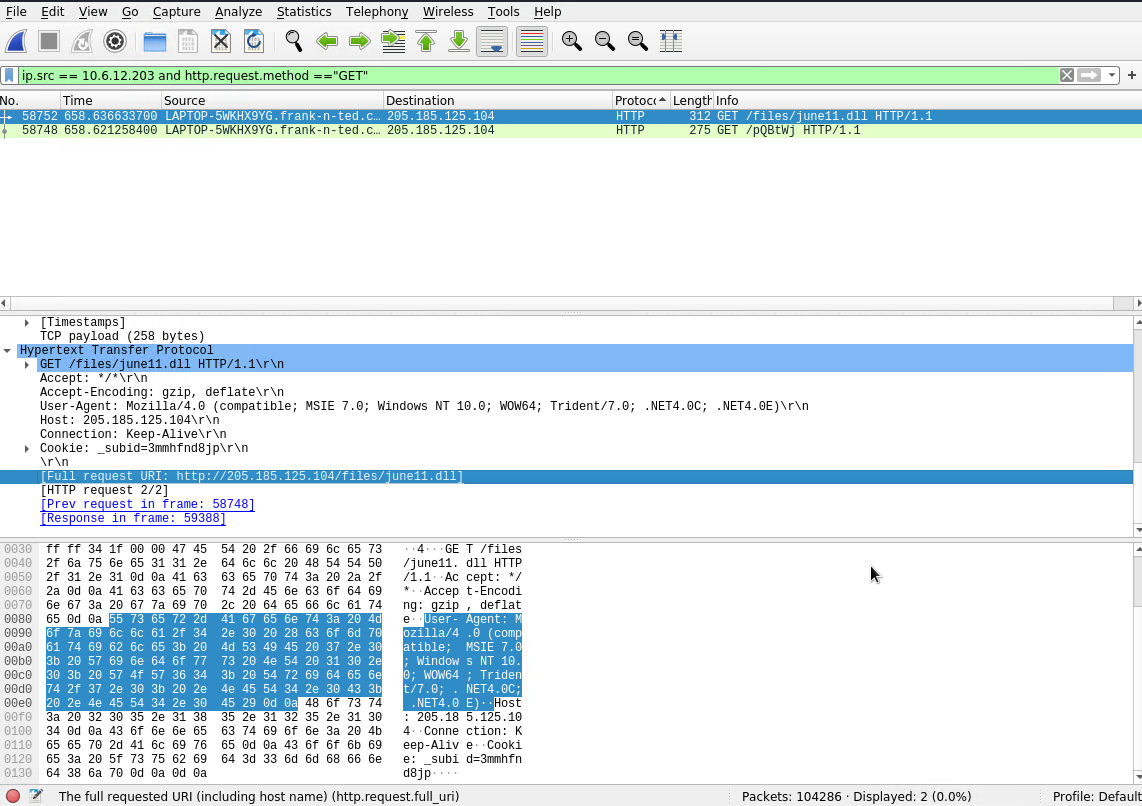 File Edit View Go Capture Analyze Statistics Telephony Wireless Tools Help
ip.src == 10.6.12.203 and http.request.method =="GET"
No. Time Source Destination Protoc Length Info
58752 658.636633700 LAPTOP-5WKHX9YG.frank-n-ted.c… 205.185.125.104 HTTP 312 GET /files/june11.dll HTTP/1.1
58748 658.621258400 LAPTOP-5WKHX9YG.frank-n-ted.c… 205.185.125.104 HTTP 275 GET /pQBtWj HTTP/1.1
[Timestamps]
TCP payload (258 bytes)
Hypertext Transfer Protocol
GET /files/june11.dll HTTP/1.1\r\n
Accept: */*\r\n
Accept-Encoding: gzip, deflate\r\n
User-Agent: Mozilla/4.0 (compatible; MSIE 7.0; Windows NT 10.0; WOW64; Trident/7.0; .NET4.0C; .NET4.0E)\r\n
Host: 205.185.125.104\r\n
Connection: Keep-Alive\r\n
Cookie: _subid=3mmhfnd8jp\r\n
\r\n
[Full request URI: http://205.185.125.104/files/june11.dll]
[HTTP request 2/2]
[Prev request in frame: 58748]
[Response in frame: 59388]
0030 ff ff 34 1f 00 00 47 45 54 20 2f 66 69 6c 65 73 ··4···GE T /files
0040 2f 6a 75 6e 65 31 31 2e 64 6c 6c 20 48 54 54 50 /june11. dll HTTP
0050 2f 31 2e 31 0d 0a 41 63 63 65 70 74 3a 20 2a 2f /1.1··Ac cept: */
0060 2a 0d 0a 41 63 63 65 70 74 2d 45 6e 63 6f 64 69 *··Accep t-Encodi
0070 6e 67 3a 20 67 7a 69 70 2c 20 64 65 66 6c 61 74 ng: gzip , deflat
0080 65 0d 0a 55 73 65 72 2d 41 67 65 6e 74 3a 20 4d e··User- Agent: M
0090 6f 7a 69 6c 6c 61 2f 34 2e 30 20 28 63 6f 6d 70 ozilla/4 .0 (comp
00a0 61 74 69 62 6c 65 3b 20 4d 53 49 45 20 37 2e 30 atible; MSIE 7.0
00b0 3b 20 57 69 6e 64 6f 77 73 20 4e 54 20 31 30 2e ; Window s NT 10.
00c0 30 3b 20 57 4f 57 36 34 3b 20 54 72 69 64 65 6e 0; WOW64 ; Triden
00d0 74 2f 37 2e 30 3b 20 2e 4e 45 54 34 2e 30 43 3b t/7.0; . NET4.0C;
00e0 20 2e 4e 45 54 34 2e 30 45 29 0d 0a 48 6f 73 74 .NET4.0 E)··Host
00f0 3a 20 32 30 35 2e 31 38 35 2e 31 32 35 2e 31 30 : 205.18 5.125.10
0100 34 0d 0a 43 6f 6e 6e 65 63 74 69 6f 6e 3a 20 4b 4··Conne ction: K
0110 65 65 70 2d 41 6c 69 76 65 0d 0a 43 6f 6f 6b 69 eep-Aliv e··Cooki
0120 65 3a 20 5f 73 75 62 69 64 3d 33 6d 6d 68 66 6e e: _subi d=3mmhfn
0130 64 38 6a 70 0d 0a 0d 0a d8jp····
The full requested URI (including host name) (http.request.full_uri) Packets: 104286 · Displayed: 2 (0.0%) Profile: Default